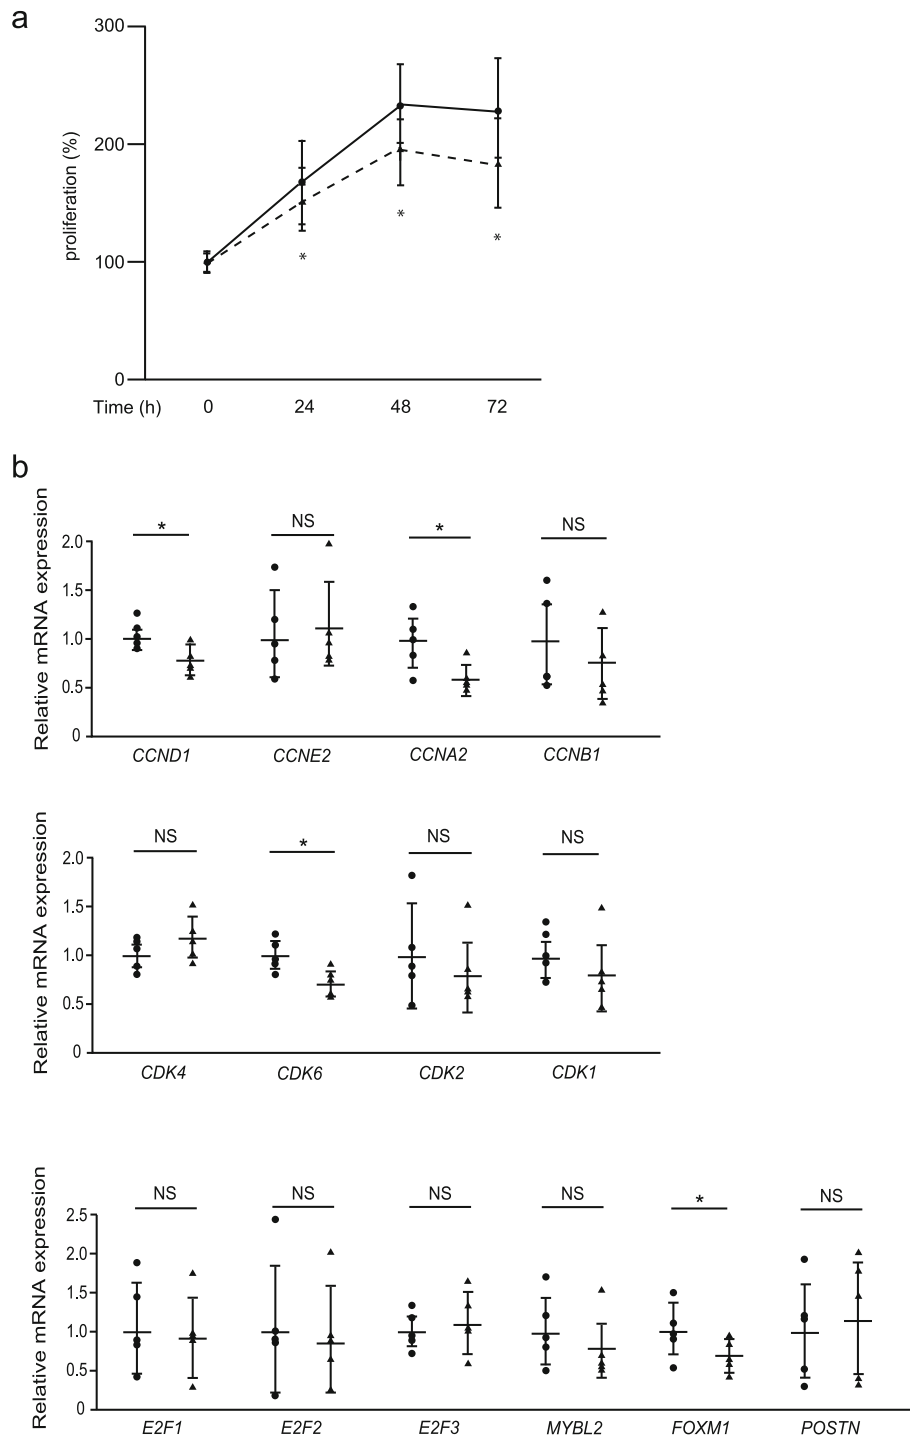 a
300
200
100
0
proliferation (%)
Time (h) 0 24 48 72
* * *
b
* NS * NS
Relative mRNA expression
2.0
1.5
1.0
0.5
0
CCND1 CCNE2 CCNA2 CCNB1
NS * NS NS
Relative mRNA expression
2.0
1.5
1.0
0.5
0
CDK4 CDK6 CDK2 CDK1
NS NS NS NS * NS
Relative mRNA expression
2.5
2.0
1.5
1.0
0.5
0
E2F1 E2F2 E2F3 MYBL2 FOXM1 POSTN